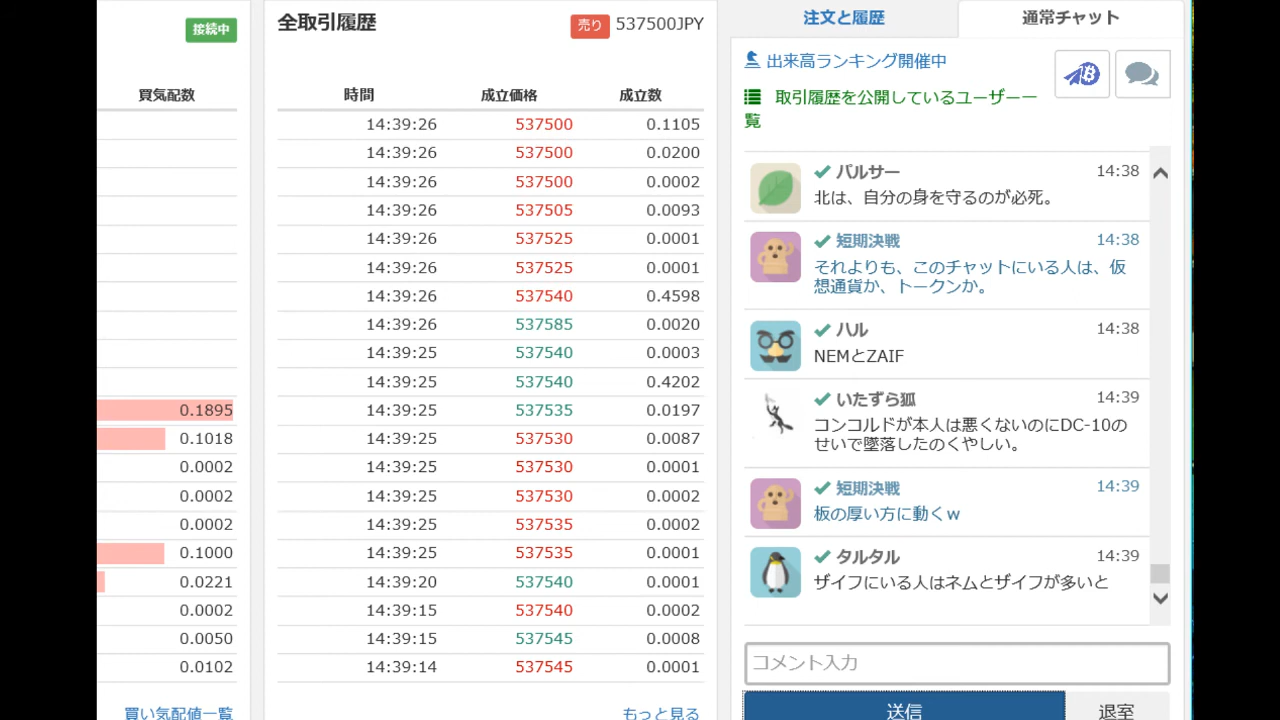 接続中
買気配数
0.1895
0.1018
0.0002
0.0002
0.0002
0.1000
0.0221
0.0002
0.0050
0.0102
買い気配値一覧
全取引履歴
売り 537500JPY
時間 成立価格 成立数
14:39:26 537500 0.1105
14:39:26 537500 0.0200
14:39:26 537500 0.0002
14:39:26 537505 0.0093
14:39:26 537525 0.0001
14:39:26 537525 0.0001
14:39:26 537540 0.4598
14:39:26 537585 0.0020
14:39:25 537540 0.0003
14:39:25 537540 0.4202
14:39:25 537535 0.0197
14:39:25 537530 0.0087
14:39:25 537530 0.0001
14:39:25 537530 0.0002
14:39:25 537535 0.0002
14:39:25 537535 0.0001
14:39:20 537540 0.0001
14:39:15 537540 0.0002
14:39:15 537545 0.0008
14:39:14 537545 0.0001
もっと見る
注文と履歴 通常チャット
出来高ランキング開催中
取引履歴を公開しているユーザー一
覧
パルサー 14:38
北は、自分の身を守るのが必死。
短期決戦 14:38
それよりも、このチャットにいる人は、仮
想通貨か、トークンか。
ハル 14:38
NEMとZAIF
いたずら狐 14:39
コンコルドが本人は悪くないのにDC-10の
せいで墜落したのくやしい。
短期決戦 14:39
板の厚い方に動くw
タルタル 14:39
ザイフにいる人はネムとザイフが多いと
コメント入力
送信 退室